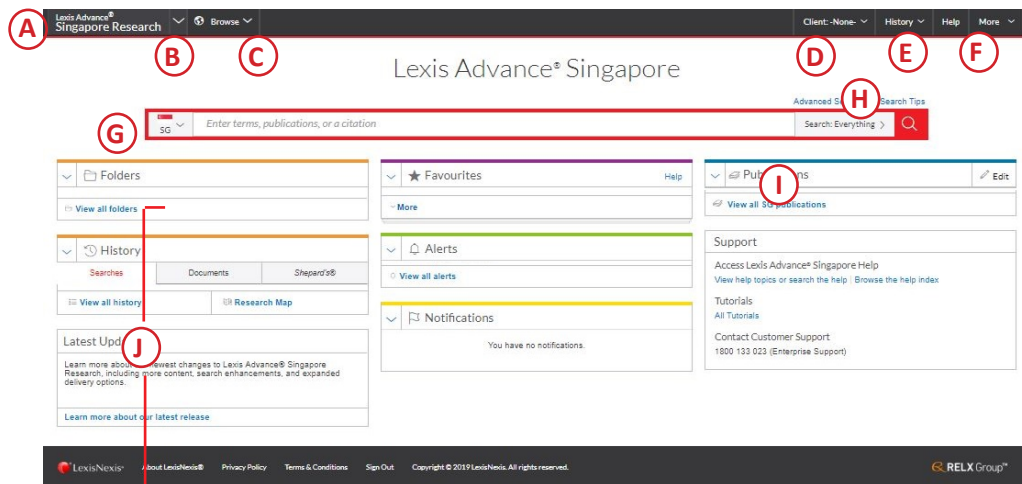 A
Lexis Advance®
Singapore Research
Browse
Client: -None-
History
Help
More
B
C
D
E
F
Lexis Advance® Singapore
Advanced
H
Search Tips
G
SG
Enter terms, publications, or a citation
Search: Everything
Folders
View all folders
Favourites
Help
More
I
Edit
View all SG publications
History
Searches
Documents
Shepard's®
View all history
Research Map
Alerts
View all alerts
Notifications
You have no notifications.
Support
Access Lexis Advance® Singapore Help
View help topics or search the help | Browse the help index
Tutorials
All Tutorials
Contact Customer Support
1800 133 023 (Enterprise Support)
Latest
J
Learn more about newest changes to Lexis Advance® Singapore
Research, including more content, search enhancements, and expanded
delivery options.
Learn more about our latest release
LexisNexis®
About LexisNexis®
Privacy Policy
Terms & Conditions
Sign Out
Copyright © 2019 LexisNexis. All rights reserved.
RELX Group™